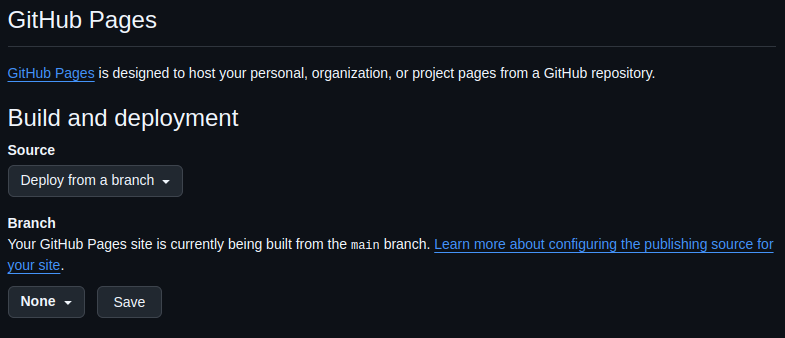 GitHub Pages
GitHub Pages is designed to host your personal, organization, or project pages from a GitHub repository.
Build and deployment
Source
Deploy from a branch
Branch
Your GitHub Pages site is currently being built from the main branch. Learn more about configuring the publishing source for
your site.
None Save